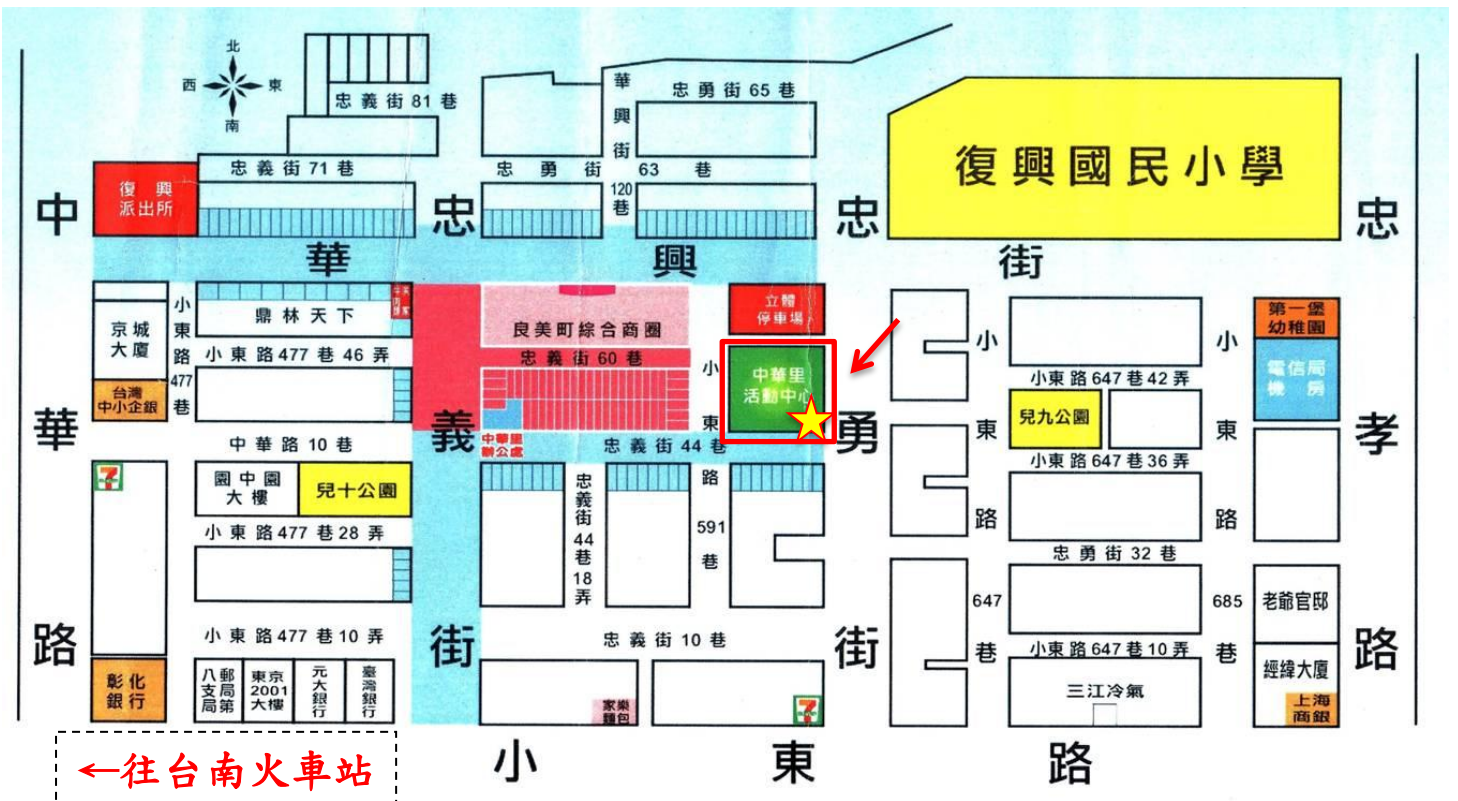 北
西 東
南
忠義街81巷
忠勇街65巷
華興街120巷
忠義街71巷
忠勇街63巷
復興國民小學
復興
派出所
中華路
忠義街
忠勇街
忠孝路
華興街
京城
大廈
台灣
中小企銀
小東路477巷
鼎林天下
小東路477巷46弄
中華路10巷
園中園
大樓
兒十公園
小東路477巷28弄
小東路477巷10弄
彰化
銀行
郵局第八支局
東京
2001
大樓
元大銀行
臺灣銀行
良美町綜合商圈
忠義街60巷
中華里
辦公處
忠義街44巷
忠義街44巷18弄
小東路591巷
忠義街10巷
家樂
麵包
立體
停車場
中華里
活動中心
小東路647巷
小東路647巷42弄
兒九公園
小東路647巷36弄
忠勇街32巷
小東路647巷10弄
三江冷氣
小東路685巷
第一堡
幼稚園
電信局
機房
老爺官邸
經緯大廈
上海
商銀
7
ELEVEN
7
ELEVEN
小東路
←往台南火車站